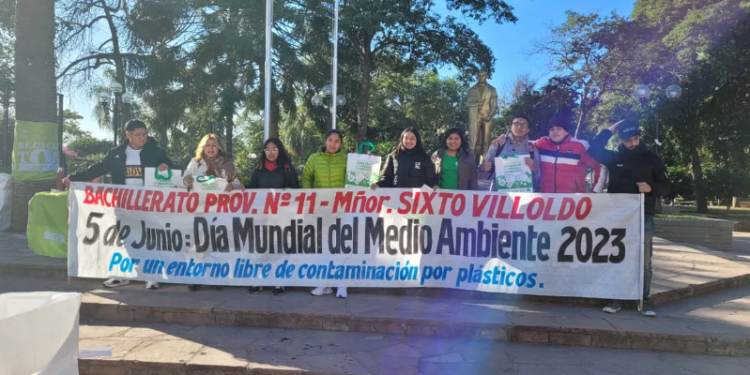 BACHILLERATO PROV. Nº 11 - Mñor. SIXTO VILLOLDO
5 de Junio: Día Mundial del Medio Ambiente 2023
Por un entorno libre de contaminación por plásticos.